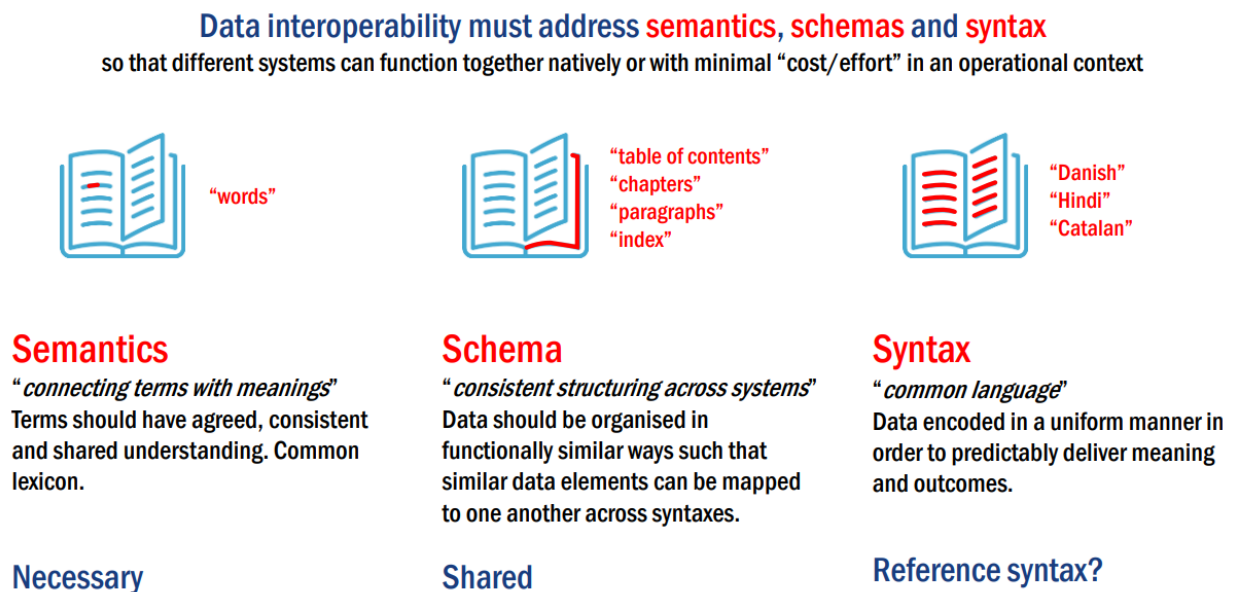 Data interoperability must address semantics, schemas and syntax
so that different systems can function together natively or with minimal “cost/effort” in an operational context
“words”
“table of contents”
“chapters”
“paragraphs”
“index”
“Danish”
“Hindi”
“Catalan”
Semantics
“connecting terms with meanings”
Terms should have agreed, consistent
and shared understanding. Common
lexicon.
Necessary
Schema
“consistent structuring across systems”
Data should be organised in
functionally similar ways such that
similar data elements can be mapped
to one another across syntaxes.
Shared
Syntax
“common language”
Data encoded in a uniform manner in
order to predictably deliver meaning
and outcomes.
Reference syntax?